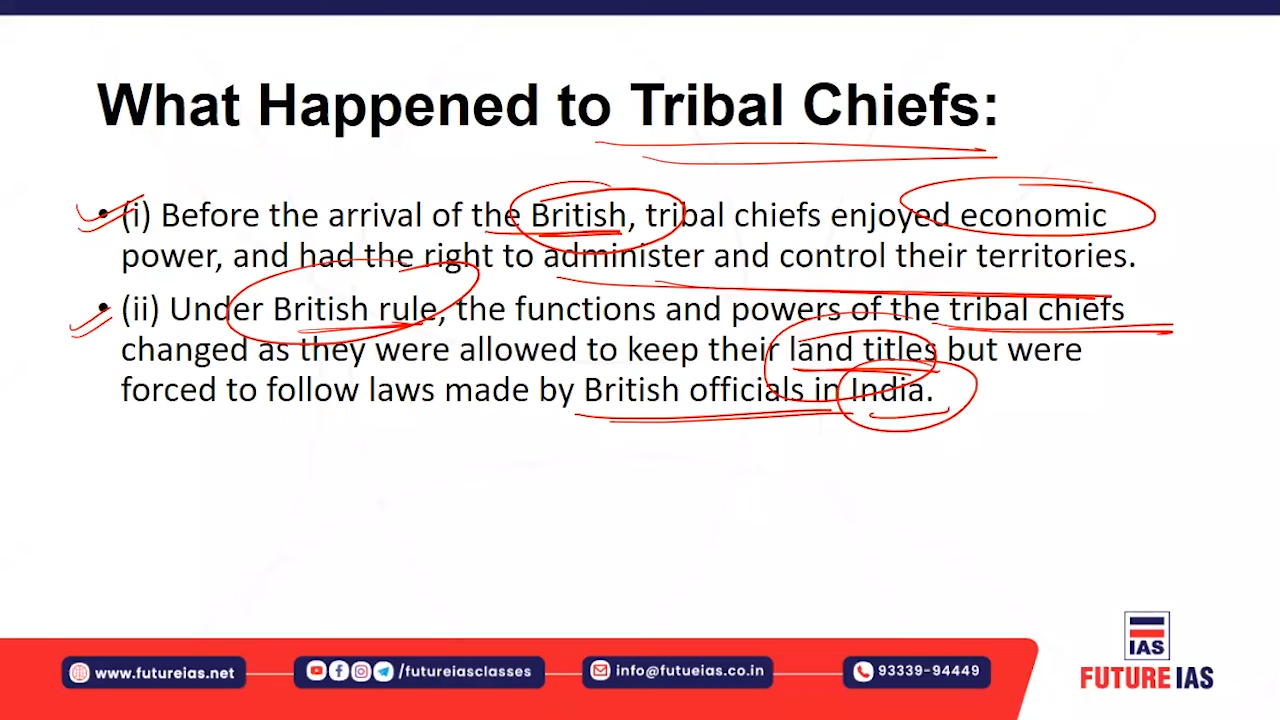 What Happened to Tribal Chiefs:
• (i) Before the arrival of the British, tribal chiefs enjoyed economic
power, and had the right to administer and control their territories.
• (ii) Under British rule, the functions and powers of the tribal chiefs
changed as they were allowed to keep their land titles but were
forced to follow laws made by British officials in India.
www.futureias.net
/futureiasclasses
info@futueias.co.in
93339-94449
IAS
FUTURE IAS